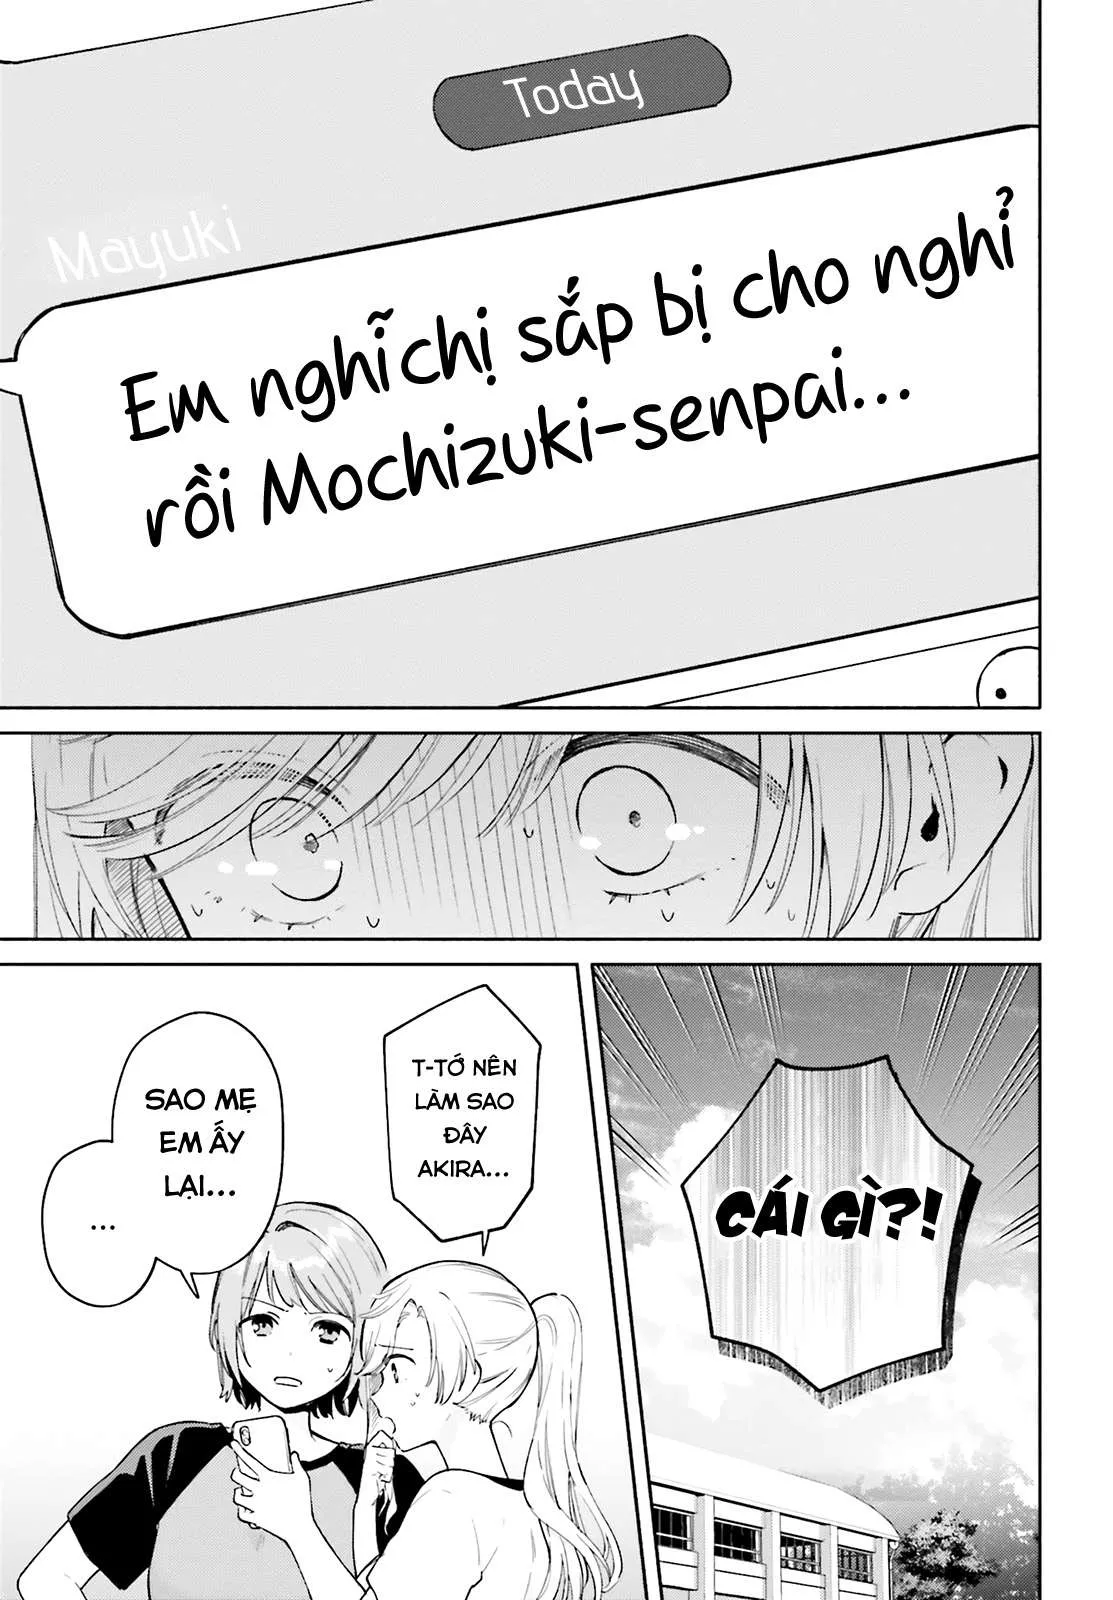 Today
Mayuki
Em nghĩ chị sắp bị cho nghỉ
rồi Mochizuki-senpai...
CÁI GÌ?!
T-TỚ NÊN
LÀM SAO
ĐÂY
AKIRA...
SAO MẸ
EM ẤY
LẠI...
...